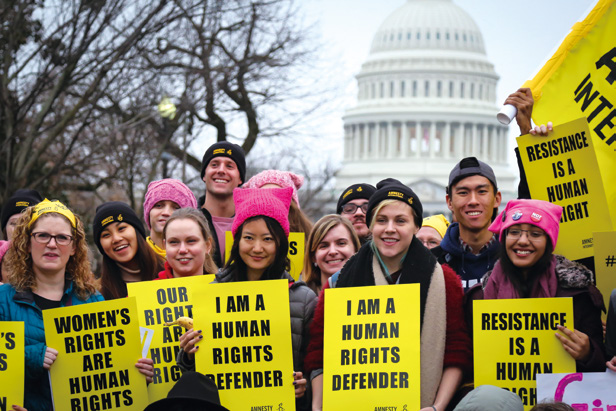 INTE
RESISTANCE
IS A
HUMAN
RIGHT
N'S
WOMEN'S
RIGHTS
ARE
HUMAN
RIGHTS
OUR
RIGHTS
I AM A
HUMAN
RIGHTS
DEFENDER
AMNESTY
I AM A
HUMAN
RIGHTS
DEFENDER
AMNESTY
RESISTANCE
IS A
HUMAN
RIGHT
#